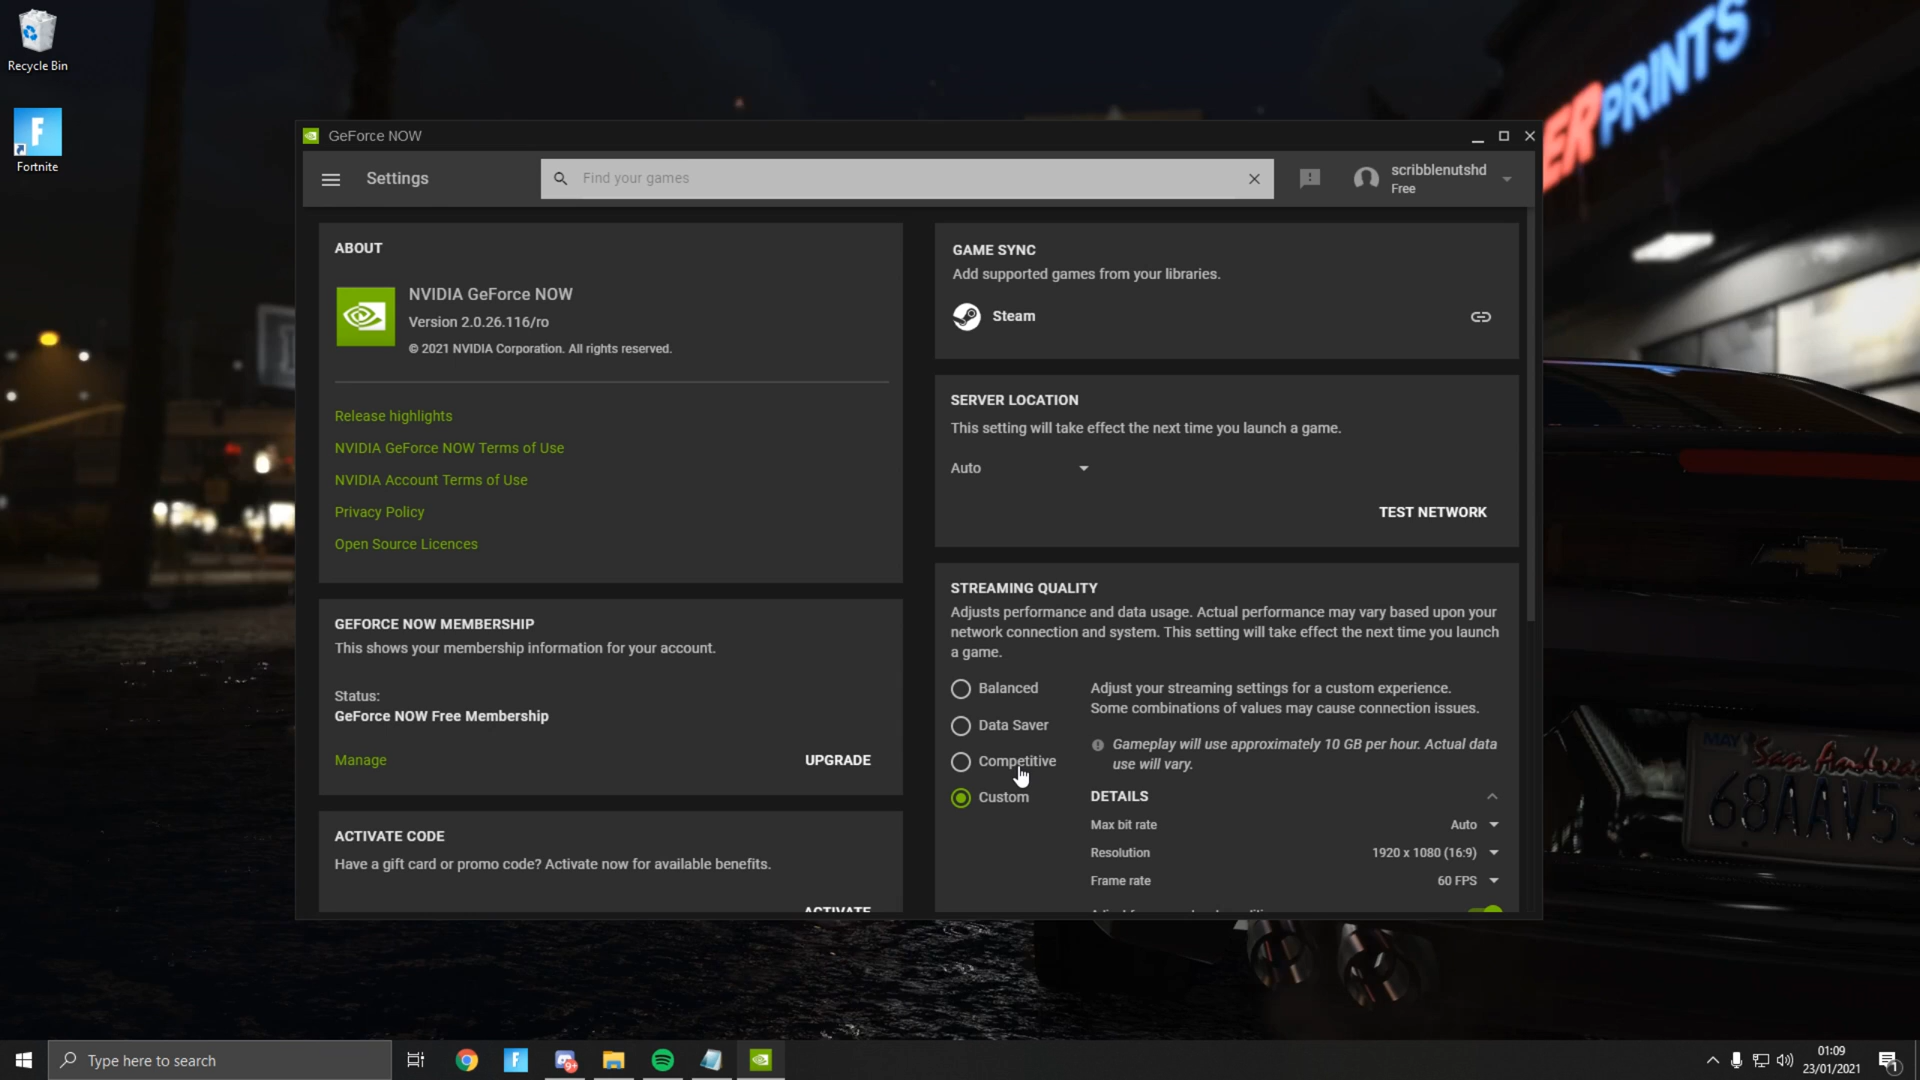 Recycle Bin
Fortnite
ERPRINTS
GeForce NOW
Settings
Find your games
scribblenutshd
Free
ABOUT
NVIDIA GeForce NOW
Version 2.0.26.116/ro
© 2021 NVIDIA Corporation. All rights reserved.
Release highlights
NVIDIA GeForce NOW Terms of Use
NVIDIA Account Terms of Use
Privacy Policy
Open Source Licences
GEFORCE NOW MEMBERSHIP
This shows your membership information for your account.
Status:
GeForce NOW Free Membership
Manage
UPGRADE
ACTIVATE CODE
Have a gift card or promo code? Activate now for available benefits.
ACTIVATE
GAME SYNC
Add supported games from your libraries.
Steam
SERVER LOCATION
This setting will take effect the next time you launch a game.
Auto
TEST NETWORK
STREAMING QUALITY
Adjusts performance and data usage. Actual performance may vary based upon your
network connection and system. This setting will take effect the next time you launch
a game.
Balanced
Data Saver
Competitive
Custom
Adjust your streaming settings for a custom experience.
Some combinations of values may cause connection issues.
Gameplay will use approximately 10 GB per hour. Actual data
use will vary.
DETAILS
Max bit rate Auto
Resolution 1920 x 1080 (16:9)
Frame rate 60 FPS
MAY San Andreas
68AAV53
Type here to search
9+
01:09
23/01/2021
1